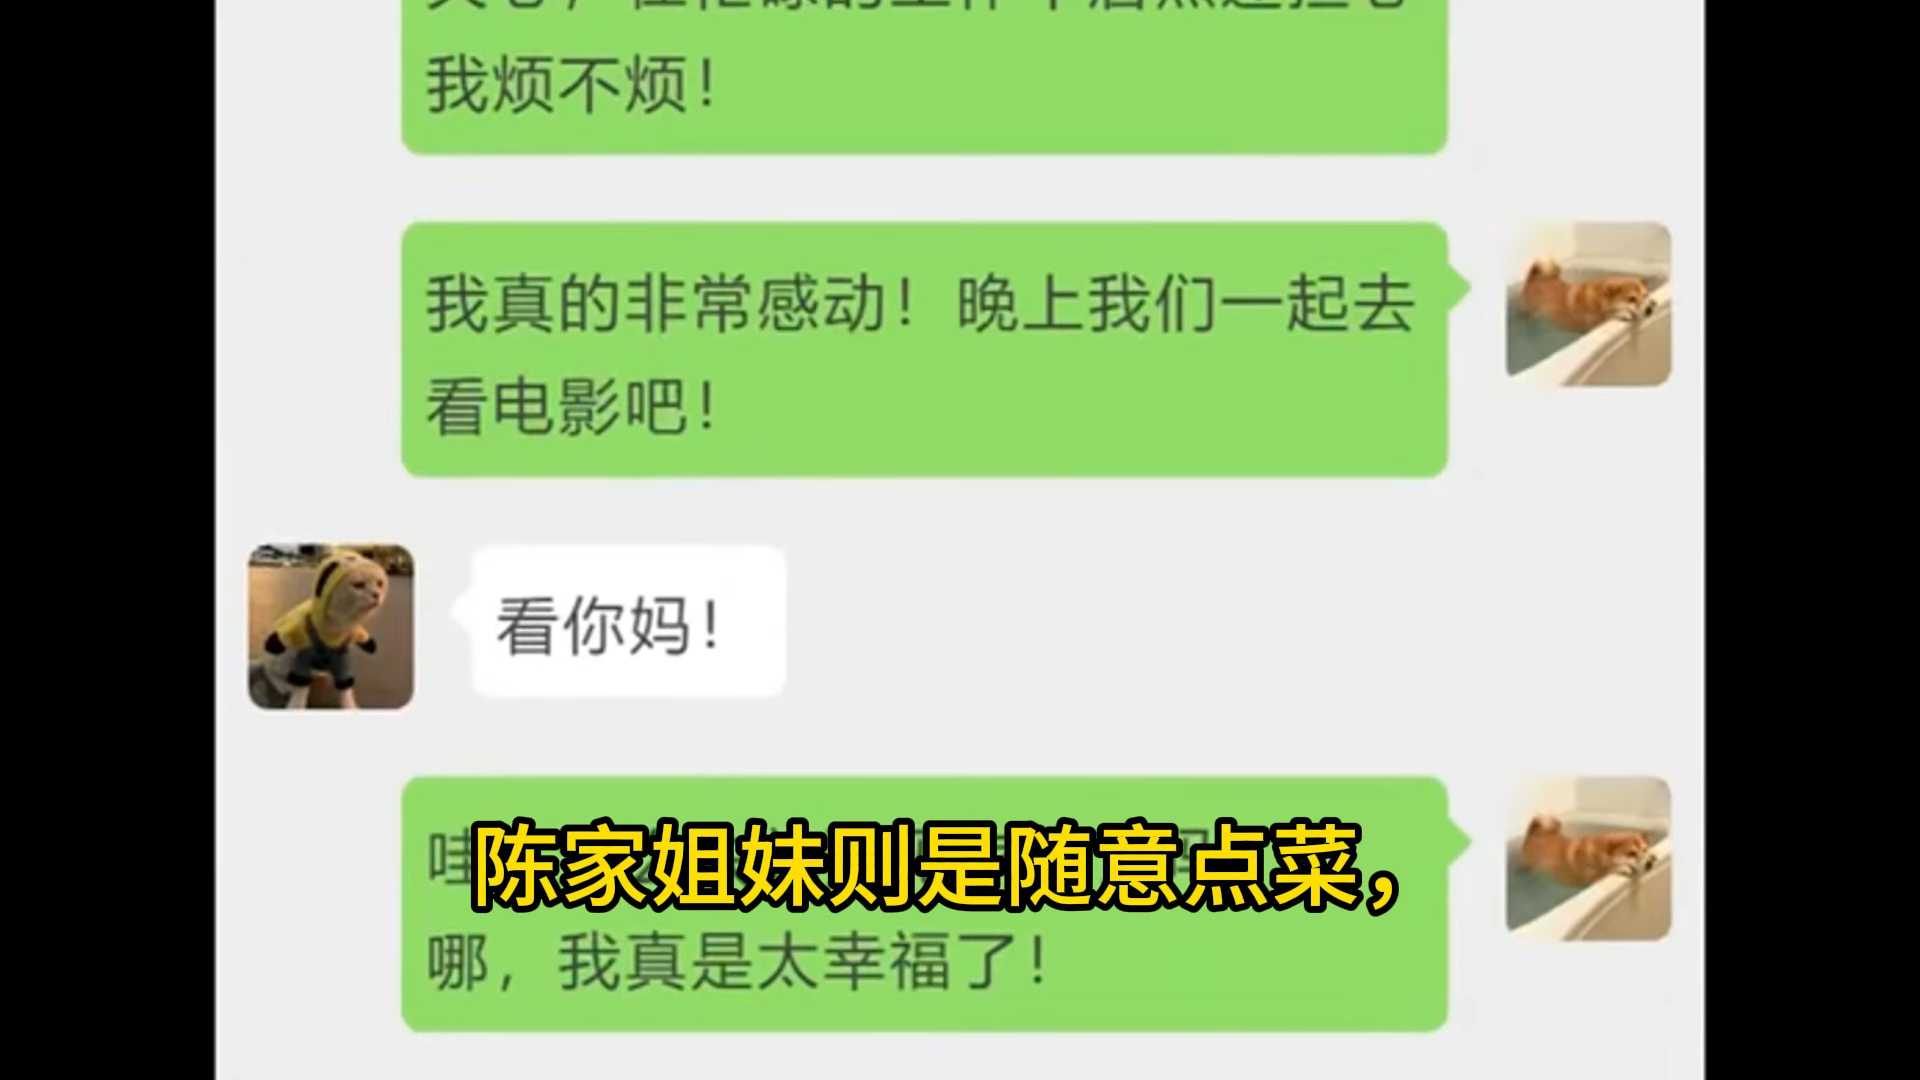 我烦不烦！
我真的非常感动！晚上我们一起去
看电影吧！
看你妈！
陈家姐妹则是随意点菜，
哪，我真是太幸福了！